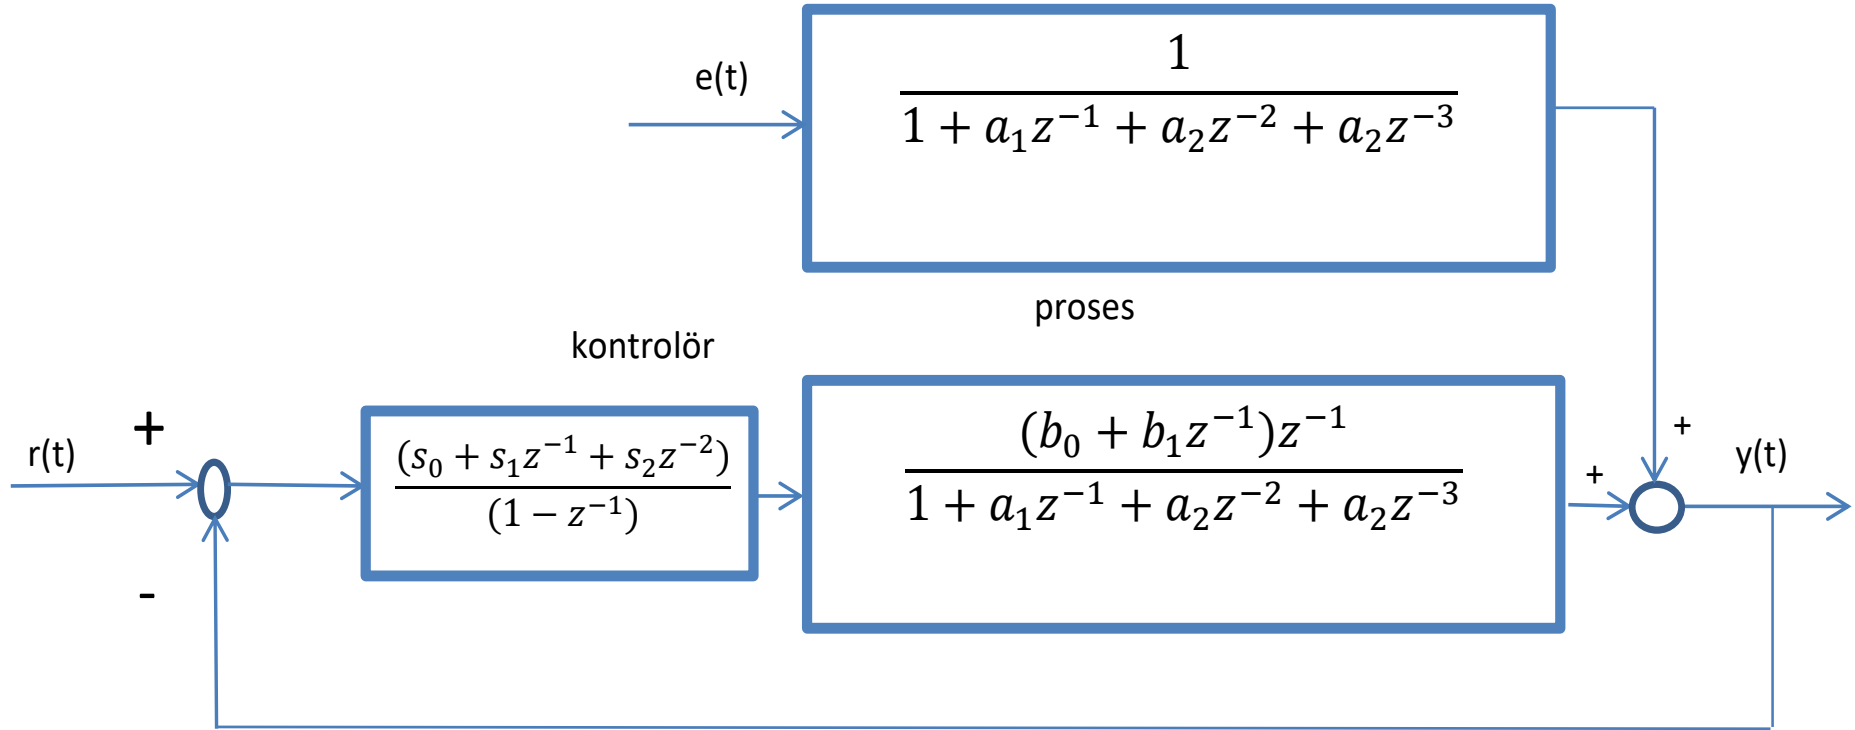 e(t)
1
1 + a₁z⁻¹ + a₂z⁻² + a₂z⁻³
proses
kontrolör
+
r(t)
(s₀ + s₁z⁻¹ + s₂z⁻²)
(1 − z⁻¹)
(b₀ + b₁z⁻¹)z⁻¹
1 + a₁z⁻¹ + a₂z⁻² + a₂z⁻³
+
+
y(t)
-